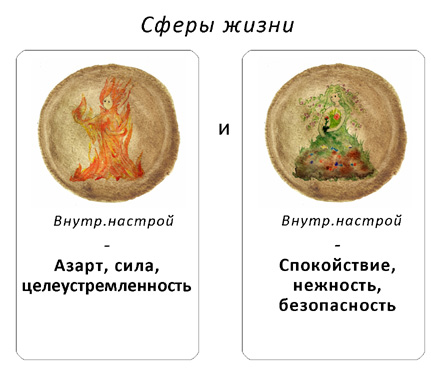 Сферы жизни
и
Внутр.настрой
-
Азарт, сила,
целеустремленность
Внутр.настрой
-
Спокойствие,
нежность,
безопасность